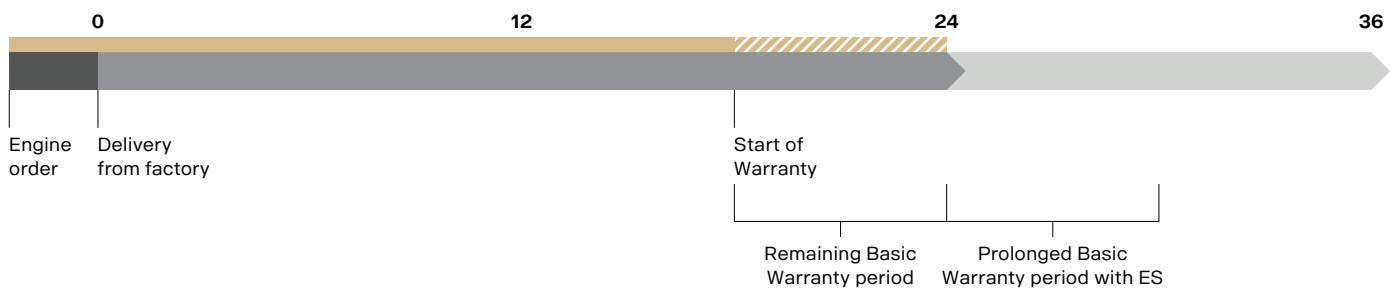 0 12 24 36
Engine
order
Delivery
from factory
Start of
Warranty
Remaining Basic
Warranty period
Prolonged Basic
Warranty period with ES